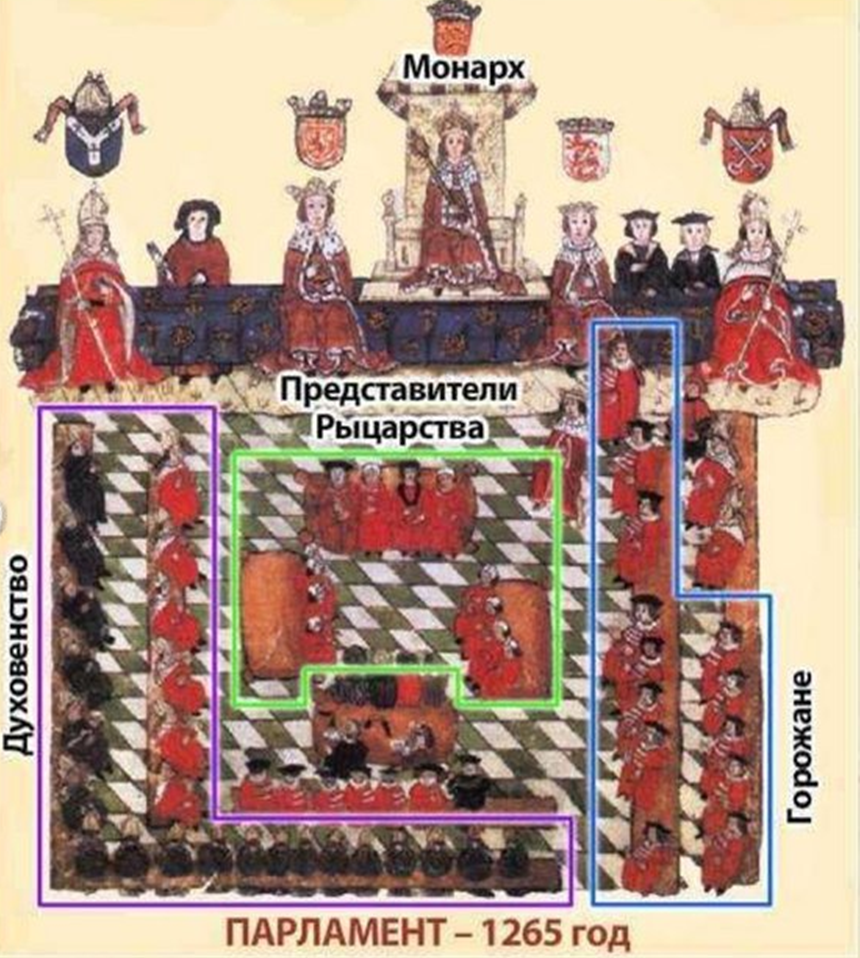 Монарх
Представители
Рыцарства
Духовенство
Горожане
ПАРЛАМЕНТ – 1265 год